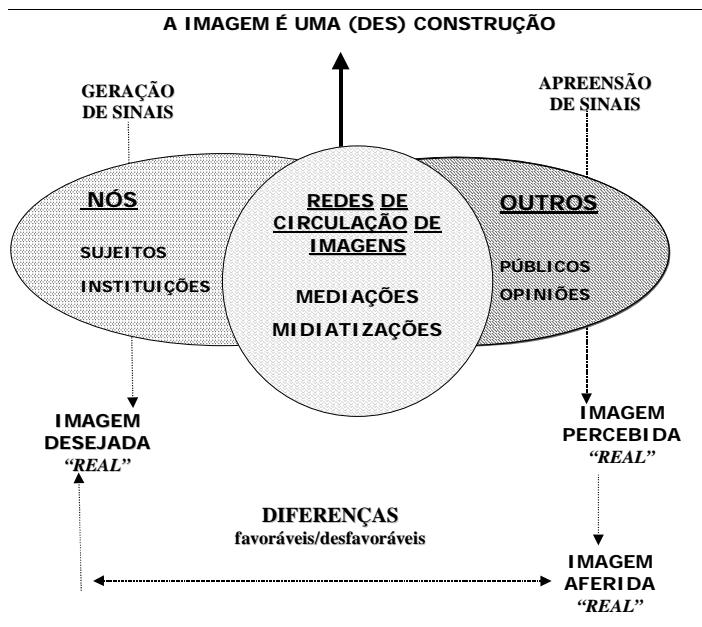 A IMAGEM É UMA (DES) CONSTRUÇÃO
GERAÇÃO
DE SINAIS
APREENSÃO
DE SINAIS
NÓS
SUJEITOS
INSTITUIÇÕES
REDES DE
CIRCULAÇÃO DE
IMAGENS
MEDIAÇÕES
MIDIATIZAÇÕES
OUTROS
PÚBLICOS
OPINIÕES
IMAGEM
DESEJADA
“REAL”
IMAGEM
PERCEBIDA
“REAL”
DIFERENÇAS
favoráveis/desfavoráveis
IMAGEM
AFERIDA
“REAL”